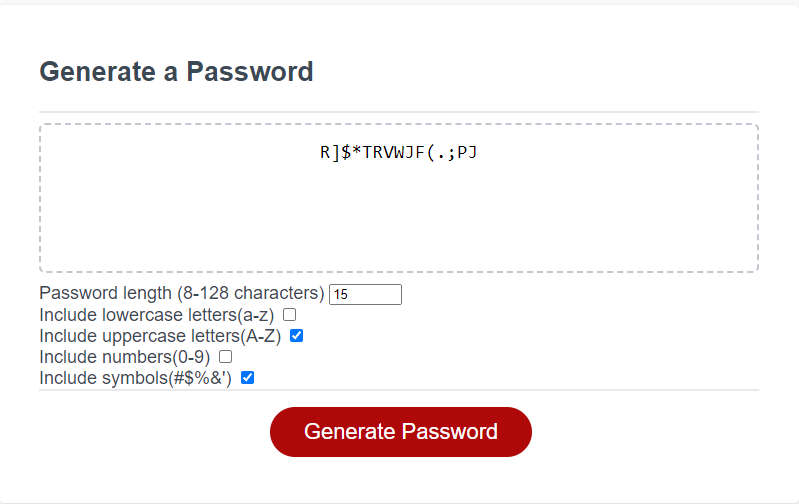 Generate a Password
R]$*TRVWJF(.;PJ
Password length (8-128 characters) 15
Include lowercase letters(a-z)
Include uppercase letters(A-Z)
Include numbers(0-9)
Include symbols(#$%&')
Generate Password